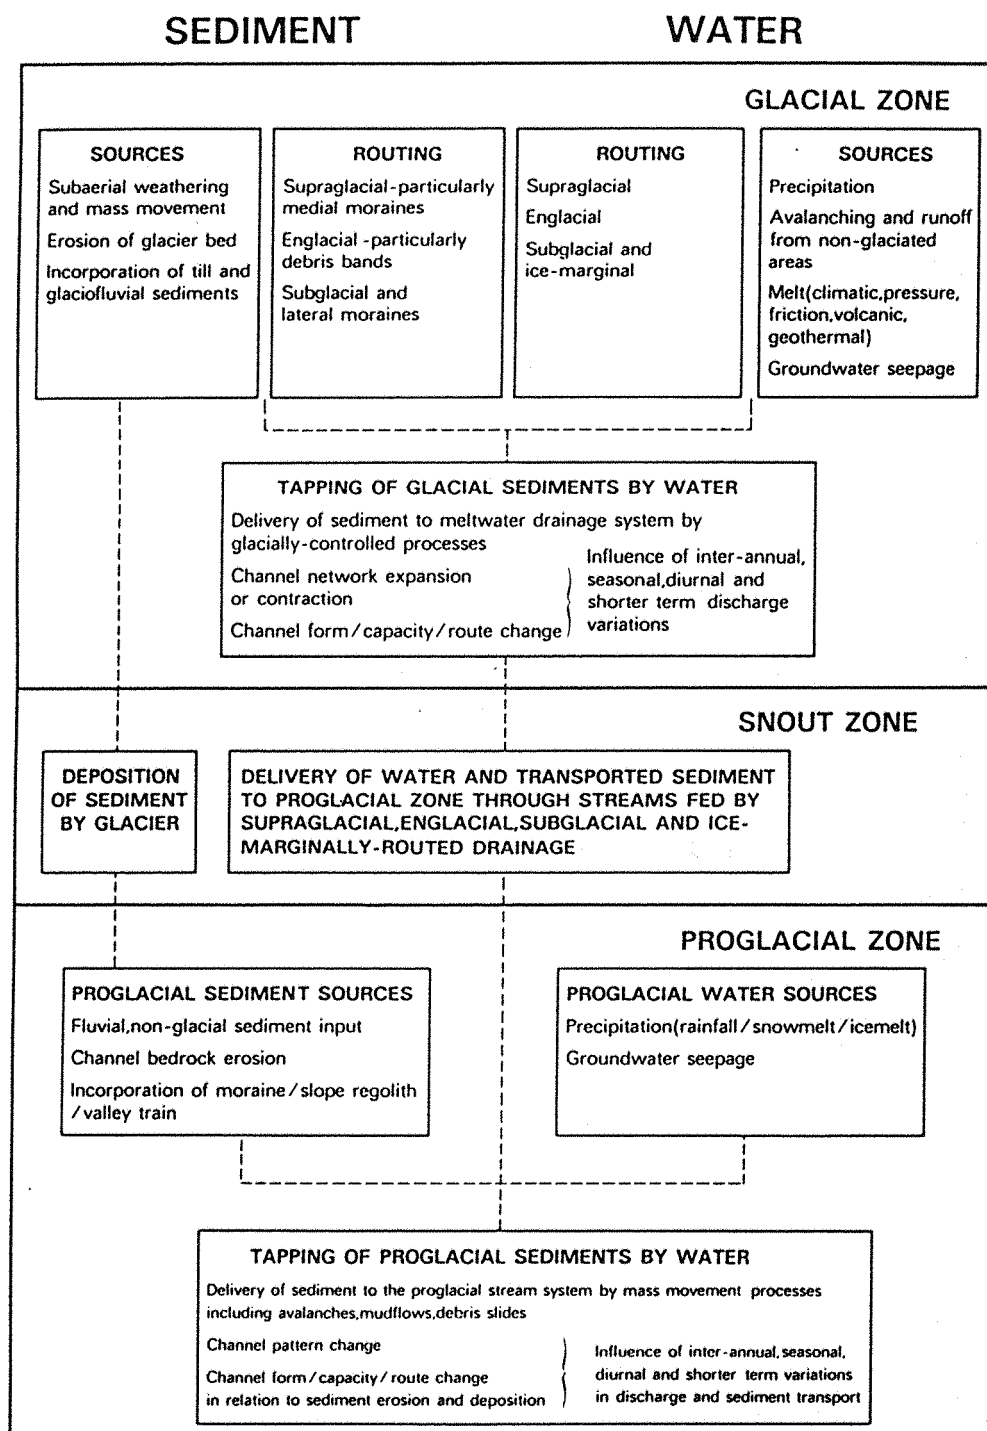 SEDIMENT
WATER
GLACIAL ZONE
SOURCES
Subaerial weathering
and mass movement
Erosion of glacier bed
Incorporation of till and
glaciofluvial sediments
ROUTING
Supraglacial-particularly
medial moraines
Englacial-particularly
debris bands
Subglacial and
lateral moraines
ROUTING
Supraglacial
Englacial
Subglacial and
ice-marginal
SOURCES
Precipitation
Avalanching and runoff
from non-glaciated
areas
Melt(climatic,pressure,
friction,volcanic,
geothermal)
Groundwater seepage
TAPPING OF GLACIAL SEDIMENTS BY WATER
Delivery of sediment to meltwater drainage system by
glacially-controlled processes
Channel network expansion
or contraction
Channel form/capacity/route change
Influence of inter-annual,
seasonal,diurnal and
shorter term discharge
variations
SNOUT ZONE
DEPOSITION
OF SEDIMENT
BY GLACIER
DELIVERY OF WATER AND TRANSPORTED SEDIMENT
TO PROGLACIAL ZONE THROUGH STREAMS FED BY
SUPRAGLACIAL,ENGLACIAL,SUBGLACIAL AND ICE-
MARGINALLY-ROUTED DRAINAGE
PROGLACIAL ZONE
PROGLACIAL SEDIMENT SOURCES
Fluvial,non-glacial sediment input
Channel bedrock erosion
Incorporation of moraine/slope regolith
/valley train
PROGLACIAL WATER SOURCES
Precipitation(rainfall/snowmelt/icemelt)
Groundwater seepage
TAPPING OF PROGLACIAL SEDIMENTS BY WATER
Delivery of sediment to the proglacial stream system by mass movement processes
including avalanches,mudflows,debris slides
Channel pattern change
Channel form/capacity/route change
in relation to sediment erosion and deposition
Influence of inter-annual,seasonal,
diurnal and shorter term variations
in discharge and sediment transport